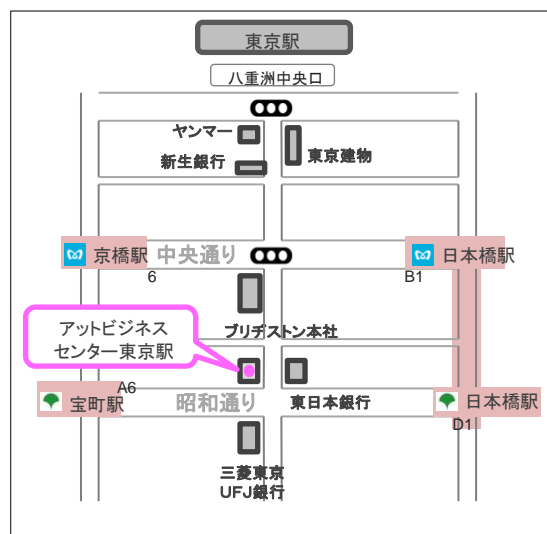 東京駅
八重洲中央口
ヤンマー
新生銀行
東京建物
京橋駅
中央通り
日本橋駅
6
B1
ブリヂストン本社
アットビジネス
センター東京駅
A6
宝町駅
昭和通り
東日本銀行
日本橋駅
D1
三菱東京
UFJ銀行